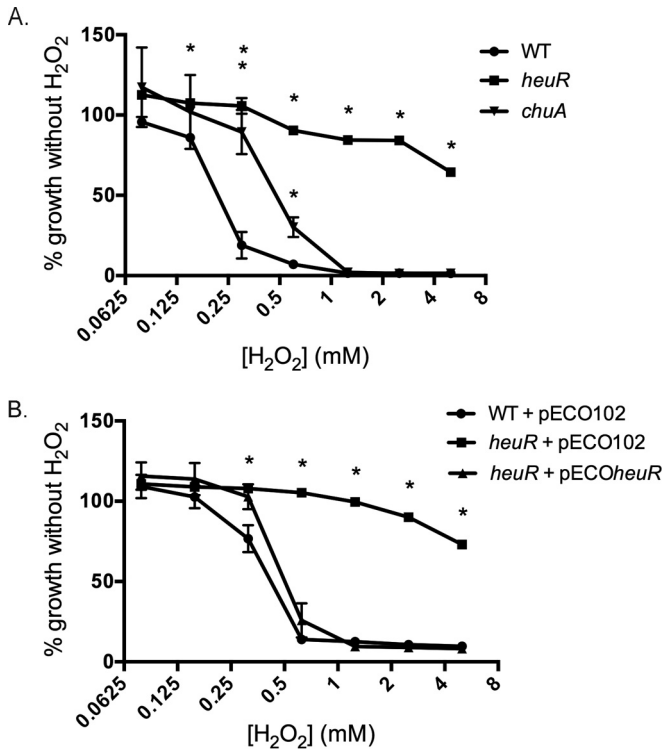 A.
150
100
50
0
% growth without H₂O₂
* * * * * * * *
WT
heuR
chuA
0.0625 0.125 0.25 0.5 1 2 4 8
[H₂O₂] (mM)
B.
150
100
50
0
% growth without H₂O₂
* * * * *
WT + pECO102
heuR + pECO102
heuR + pECOheuR
0.0625 0.125 0.25 0.5 1 2 4 8
[H₂O₂] (mM)